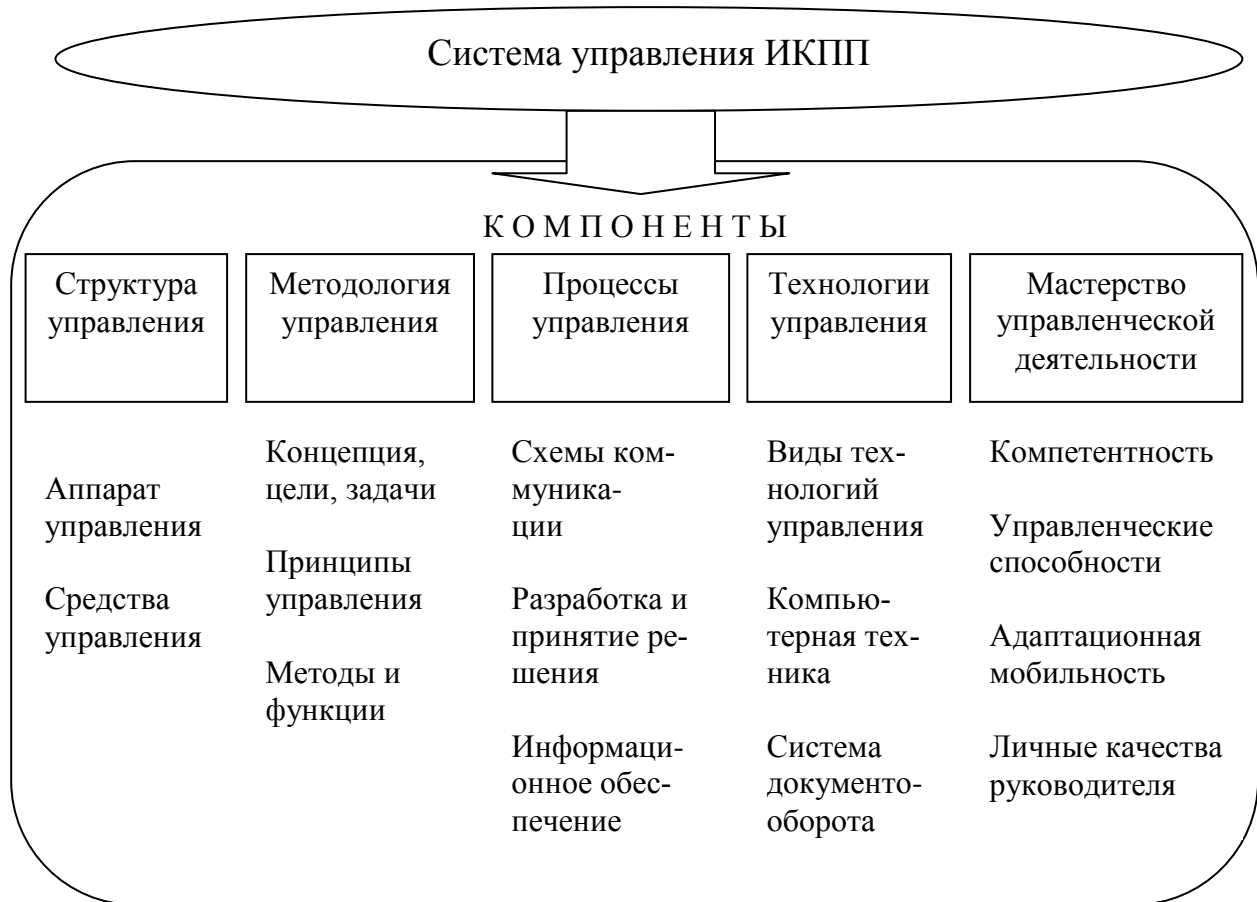 Система управления ИКПП
К О М П О Н Е Н Т Ы
Структура
управления
Методология
управления
Процессы
управления
Технологии
управления
Мастерство
управленческой
деятельности
Аппарат
управления
Средства
управления
Концепция,
цели, задачи
Принципы
управления
Методы и
функции
Схемы ком-
муника-
ции
Разработка и
принятие ре-
шения
Информаци-
онное обес-
печение
Виды тех-
нологий
управления
Компью-
терная тех-
ника
Система
документо-
оборота
Компетентность
Управленческие
способности
Адаптационная
мобильность
Личные качества
руководителя